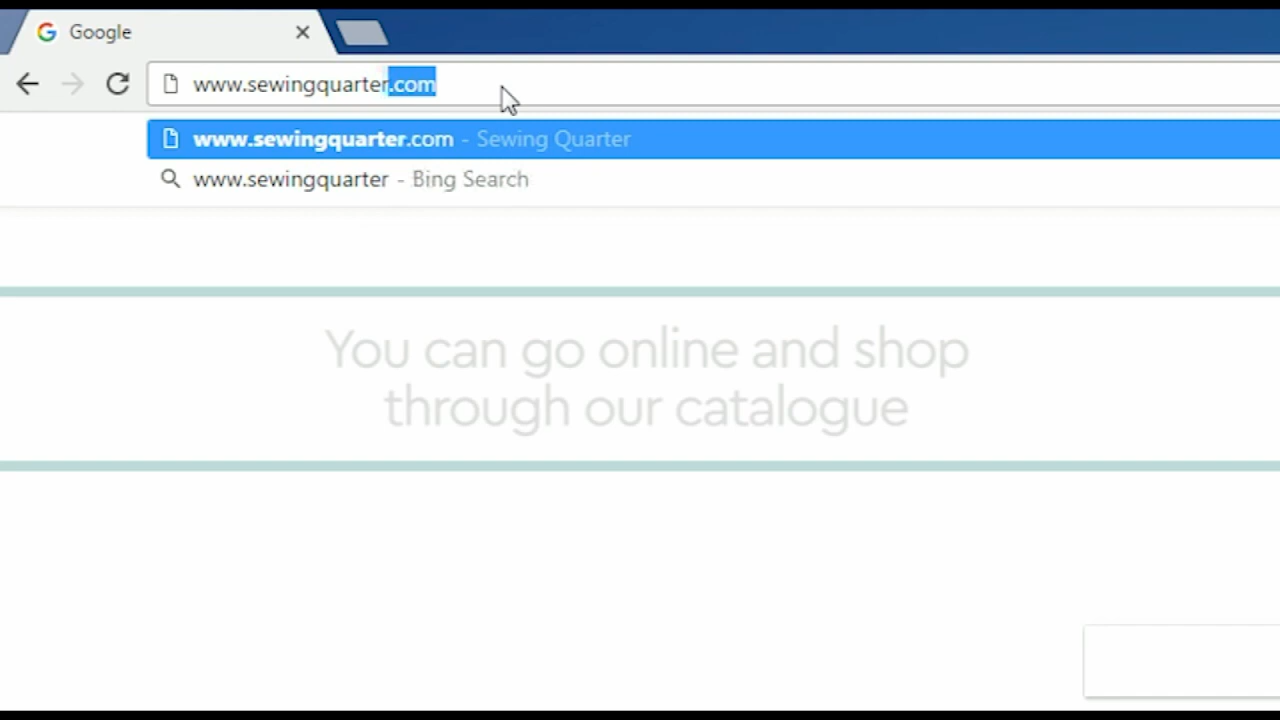 Google
www.sewingquarter.com
www.sewingquarter.com - Sewing Quarter
www.sewingquarter - Bing Search
You can go online and shop
through our catalogue